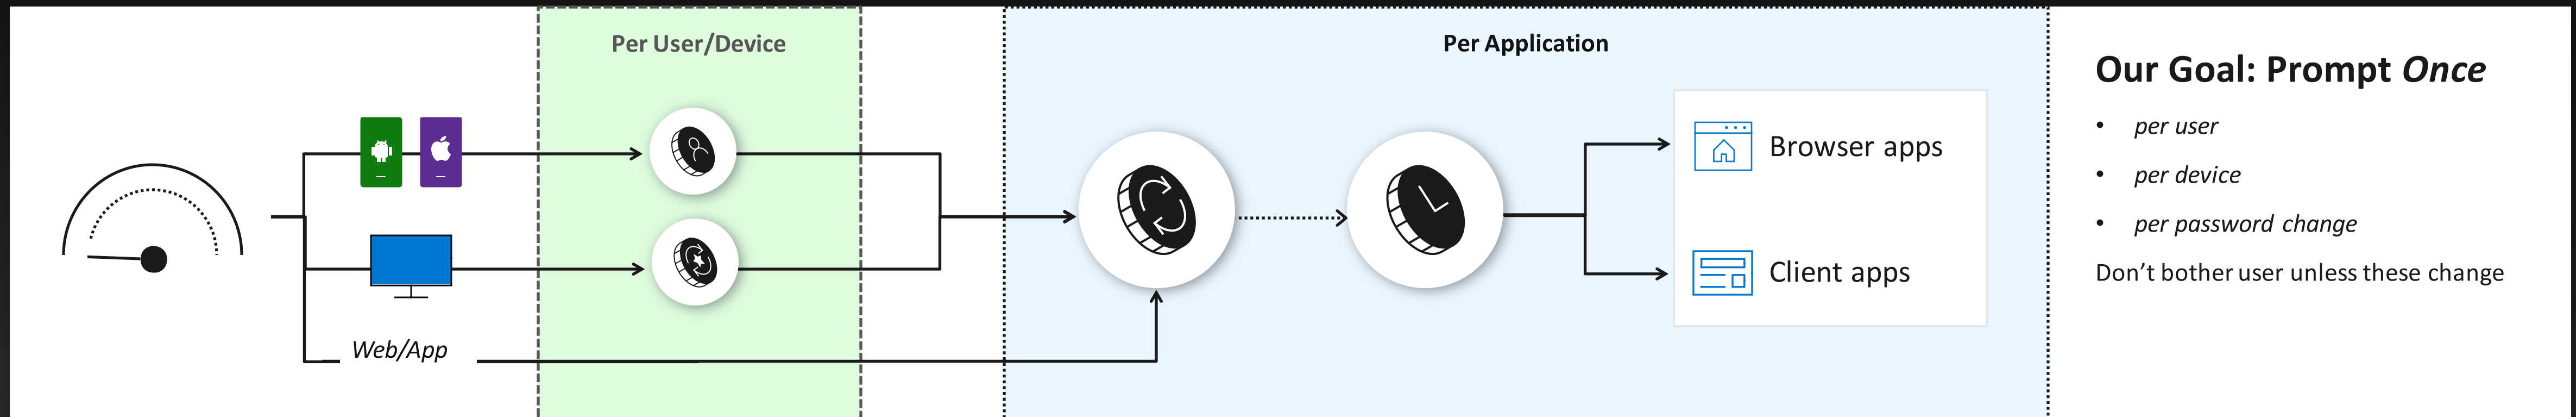 Per User/Device
Per Application
Our Goal: Prompt Once
• per user
• per device
• per password change
Don't bother user unless these change
Web/App
Browser apps
Client apps